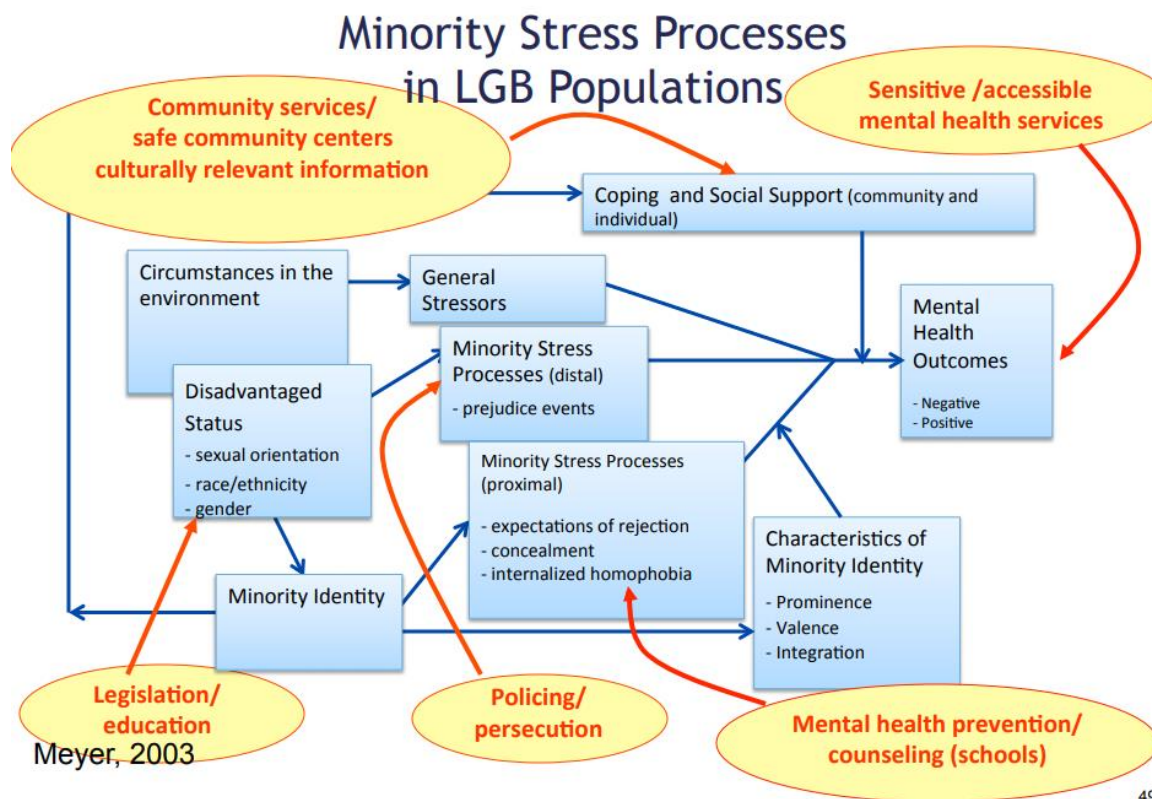 Minority Stress Processes
in LGB Populations
Community services/
safe community centers
culturally relevant information
Sensitive /accessible
mental health services
Coping and Social Support (community and
individual)
Circumstances in the
environment
General
Stressors
Mental
Health
Outcomes
- Negative
- Positive
Minority Stress
Processes (distal)
- prejudice events
Disadvantaged
Status
- sexual orientation
- race/ethnicity
- gender
Minority Stress Processes
(proximal)
- expectations of rejection
- concealment
- internalized homophobia
Characteristics of
Minority Identity
- Prominence
- Valence
- Integration
Minority Identity
Legislation/
education
Policing/
persecution
Mental health prevention/
counseling (schools)
Meyer, 2003
49